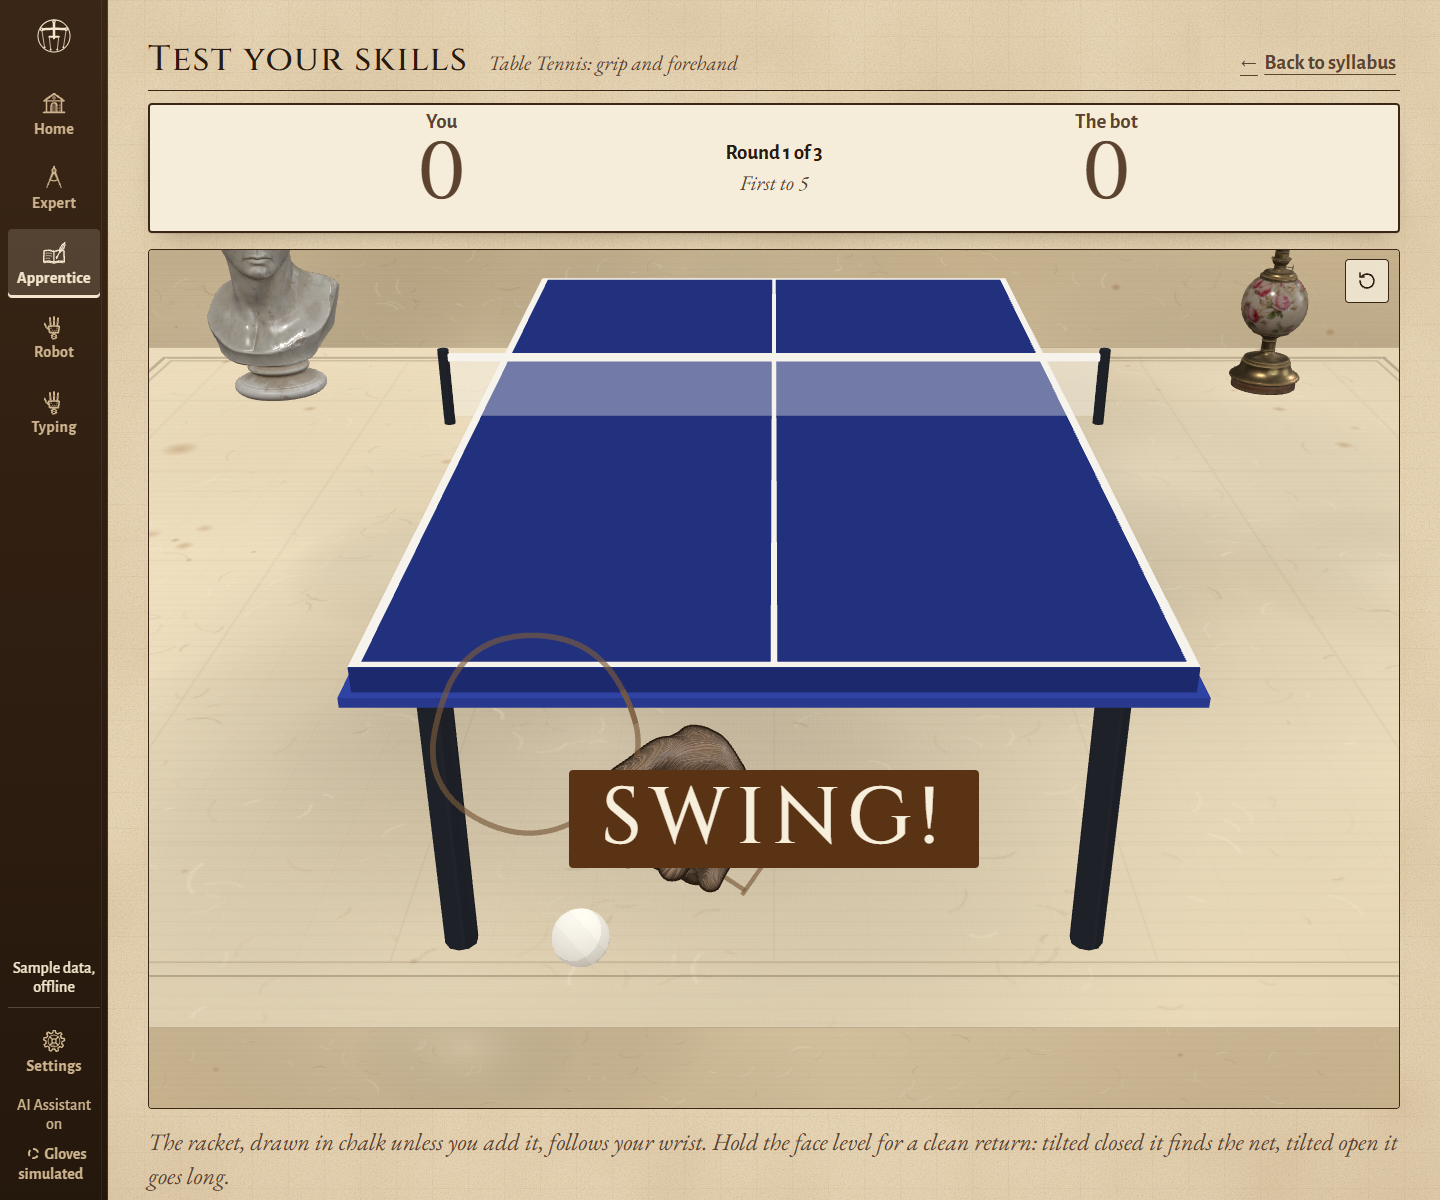 Home
Expert
Apprentice
Robot
Typing
Sample data,
offline
Settings
AI Assistant
on
Gloves
simulated
Test your skills
Table Tennis: grip and forehand
← Back to syllabus
You
0
Round 1 of 3
First to 5
The bot
0
SWING!
The racket, drawn in chalk unless you add it, follows your wrist. Hold the face level for a clean return: tilted closed it finds the net, tilted open it
goes long.